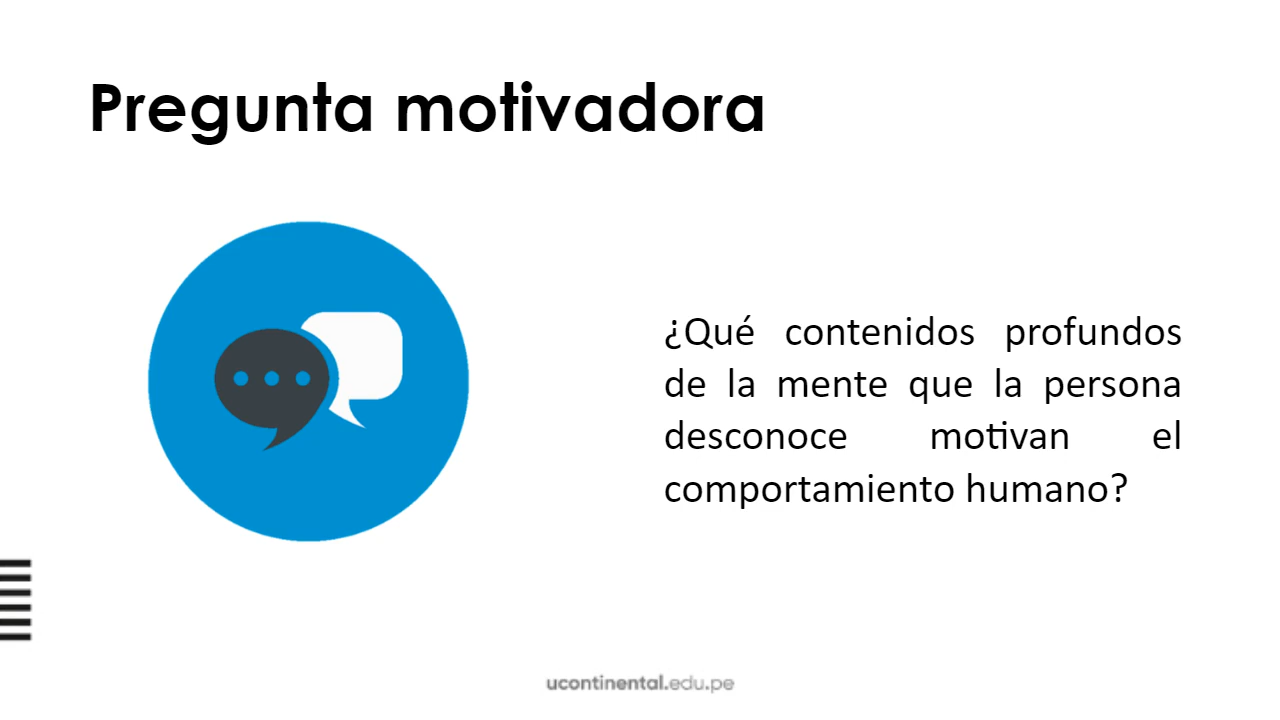 Pregunta motivadora
¿Qué contenidos profundos
de la mente que la persona
desconoce motivan el
comportamiento humano?
ucontinental.edu.pe